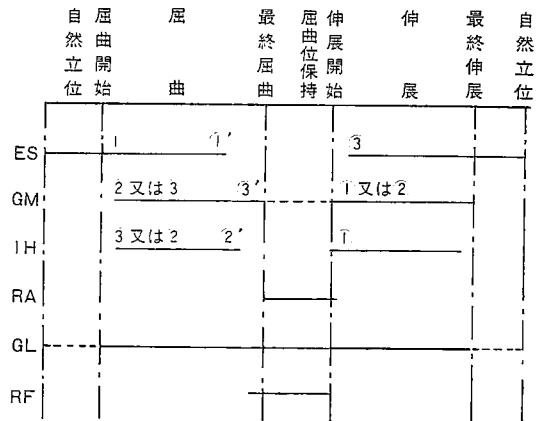 自然立位
屈曲開始
屈曲
最終屈曲
屈曲位保持
伸展開始
伸展
最終伸展
自然立位
ES 1 ①′ ③
GM 2又は3 ③′ ①又は②
IH 3又は2 ②′ ①
RA
GL
RF